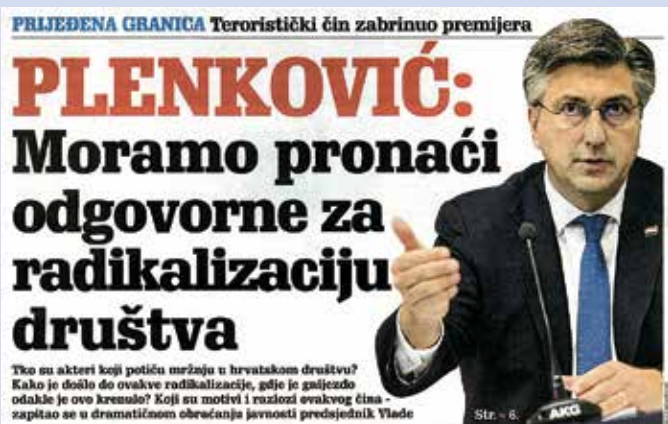 PRIJEĐENA GRANICA Teroristički čin zabrinuo premijera
PLENKOVIĆ:
Moramo pronaći
odgovorne za
radikalizaciju
društva
Tko su akteri koji potiču mržnju u hrvatskom društvu?
Kako je došlo do ovakve radikalizacije, gdje je gnijezdo
odakle je ovo krenulo? Koji su motivi i razlozi ovakvog čina -
zapitao se u dramatičnom obraćanju javnosti predsjednik Vlade
Str. - 6.
AKG